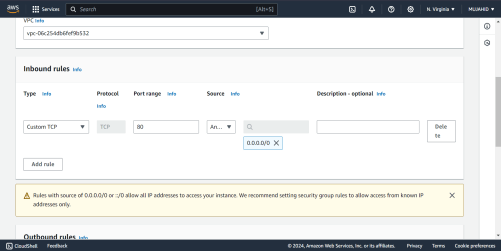 aws
Services
Search
[Alt+S]
N. Virginia
MUJAHID
VPC Info
vpc-06c254db6fef9b532
Inbound rules Info
Type Info
Protocol Info
Port range Info
Source Info
Description - optional Info
Custom TCP
TCP
80
An...
0.0.0.0/0
Delete
Add rule
Rules with source of 0.0.0.0/0 or ::/0 allow all IP addresses to access your instance. We recommend setting security group rules to allow access from known IP
addresses only.
Outbound rules Info
CloudShell
Feedback
© 2024, Amazon Web Services, Inc. or its affiliates.
Privacy
Terms
Cookie preferences